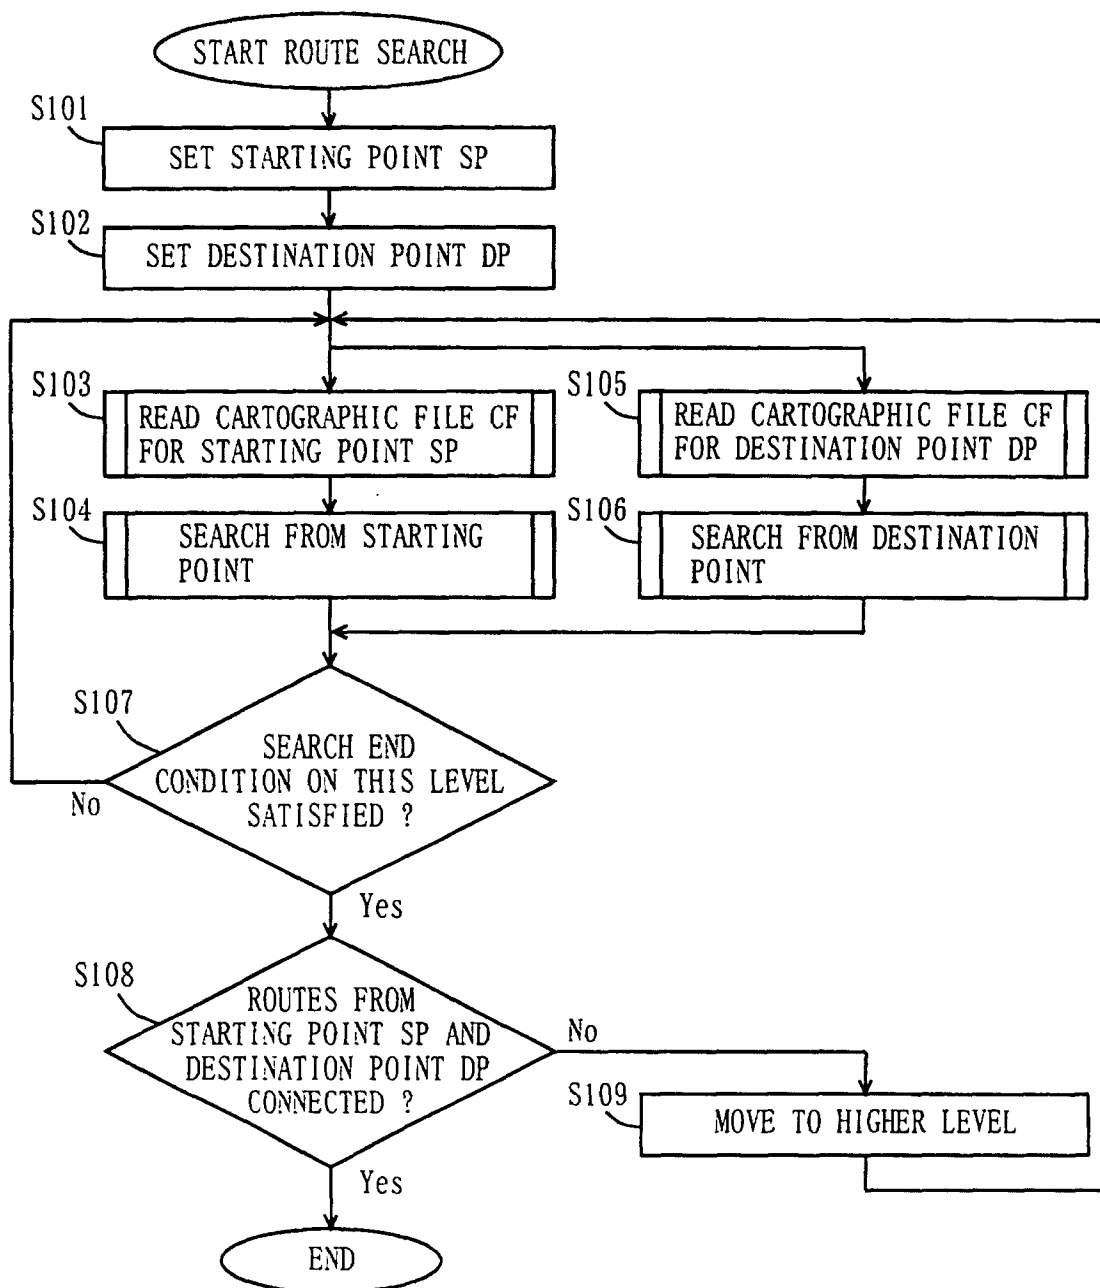 START ROUTE SEARCH
S101
SET STARTING POINT SP
S102
SET DESTINATION POINT DP
S103
READ CARTOGRAPHIC FILE CF
FOR STARTING POINT SP
S105
READ CARTOGRAPHIC FILE CF
FOR DESTINATION POINT DP
S104
SEARCH FROM STARTING
POINT
S106
SEARCH FROM DESTINATION
POINT
S107
SEARCH END
CONDITION ON THIS LEVEL
SATISFIED ?
No
Yes
S108
ROUTES FROM
STARTING POINT SP AND
DESTINATION POINT DP
CONNECTED ?
No
S109
MOVE TO HIGHER LEVEL
Yes
END